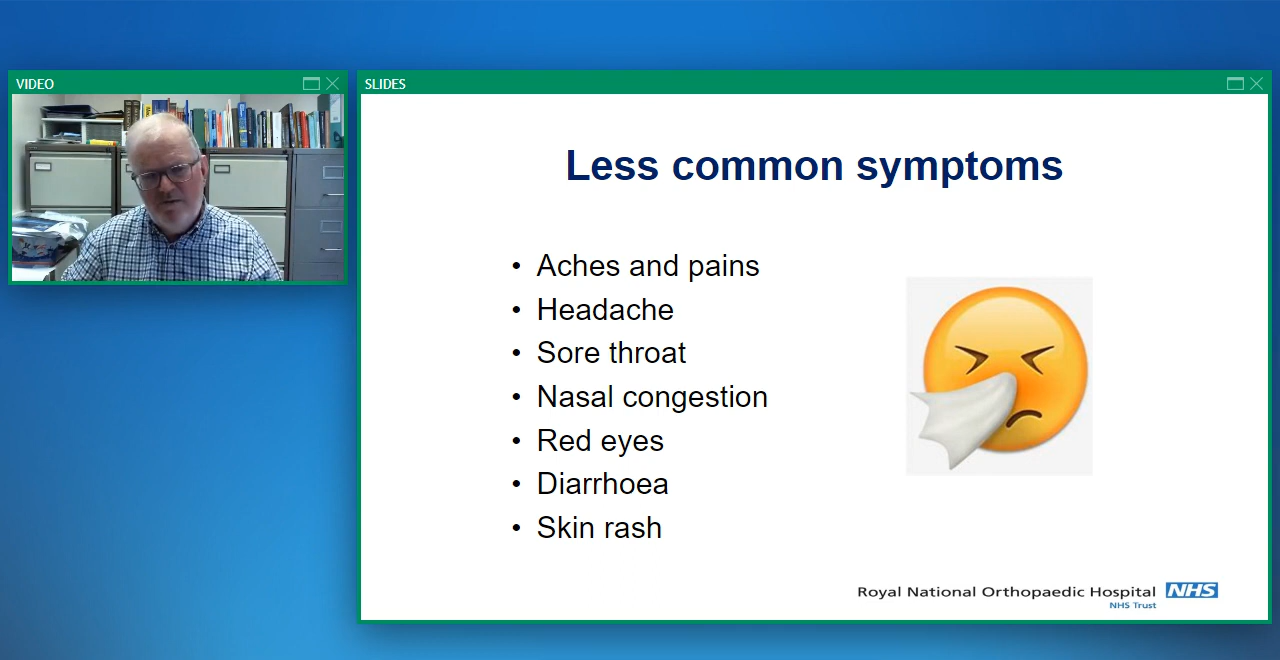 VIDEO
SLIDES
Less common symptoms
• Aches and pains
• Headache
• Sore throat
• Nasal congestion
• Red eyes
• Diarrhoea
• Skin rash
Royal National Orthopaedic Hospital NHS
NHS Trust